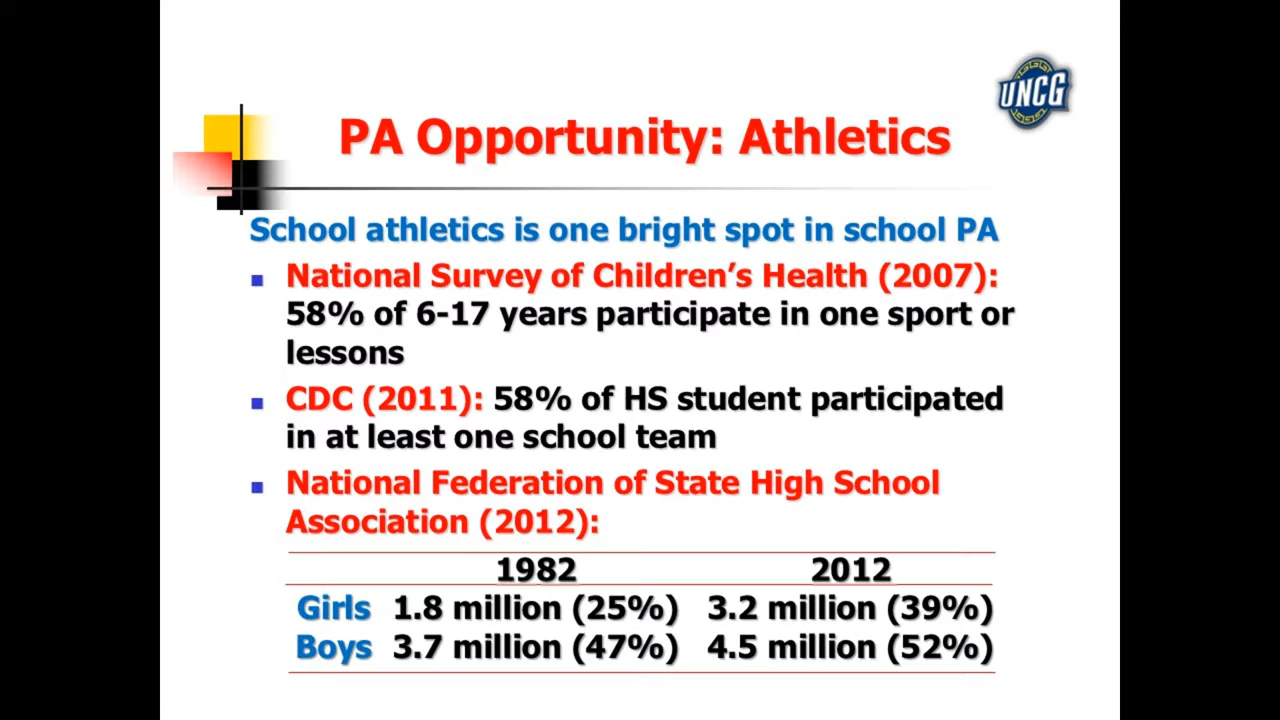 UNCG
PA Opportunity: Athletics
School athletics is one bright spot in school PA
National Survey of Children’s Health (2007):
58% of 6-17 years participate in one sport or
lessons
CDC (2011): 58% of HS student participated
in at least one school team
National Federation of State High School
Association (2012):
1982 2012
Girls 1.8 million (25%) 3.2 million (39%)
Boys 3.7 million (47%) 4.5 million (52%)